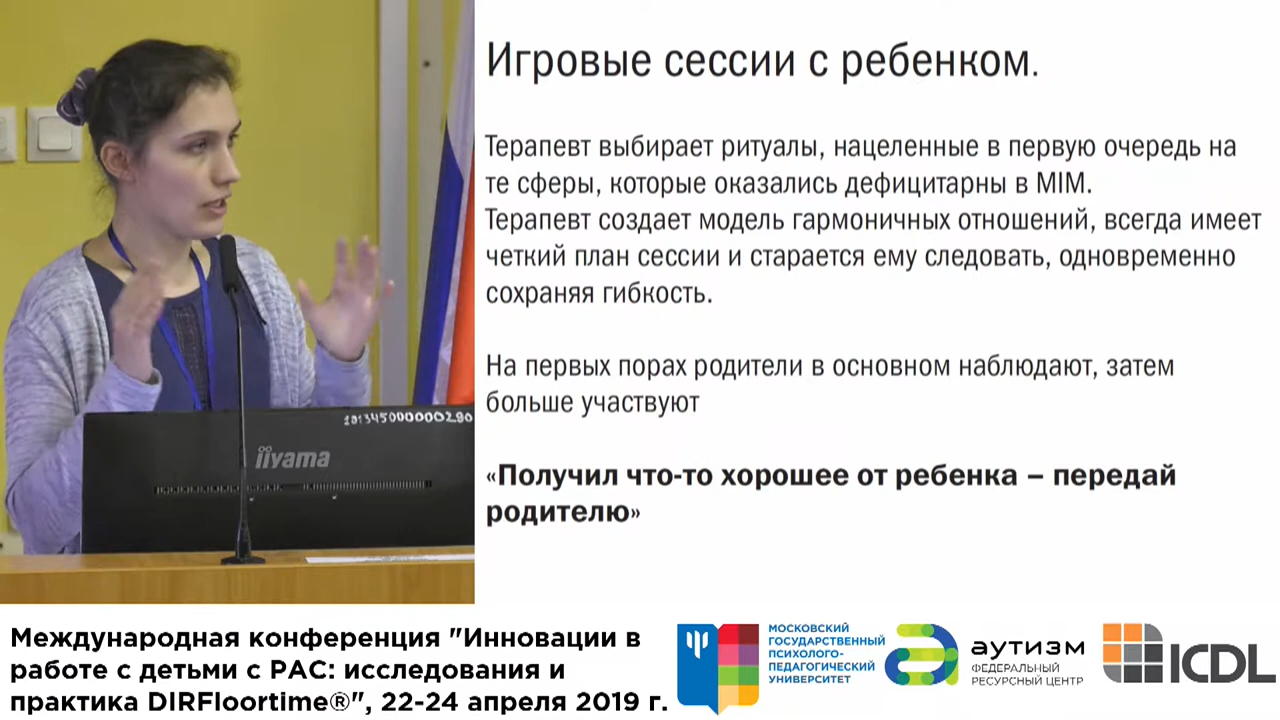 Игровые сессии с ребенком.
Терапевт выбирает ритуалы, нацеленные в первую очередь на
те сферы, которые оказались дефицитарны в MIM.
Терапевт создает модель гармоничных отношений, всегда имеет
четкий план сессии и старается ему следовать, одновременно
сохраняя гибкость.
На первых порах родители в основном наблюдают, затем
больше участвуют
«Получил что-то хорошее от ребенка – передай
родителю»
iiyama
Международная конференция "Инновации в
работе с детьми с РАС: исследования и
практика DIRFloortime®", 22-24 апреля 2019 г.
МОСКОВСКИЙ
ГОСУДАРСТВЕННЫЙ
ПСИХОЛОГО-
ПЕДАГОГИЧЕСКИЙ
УНИВЕРСИТЕТ
аутизм
ФЕДЕРАЛЬНЫЙ
РЕСУРСНЫЙ ЦЕНТР
ICDL